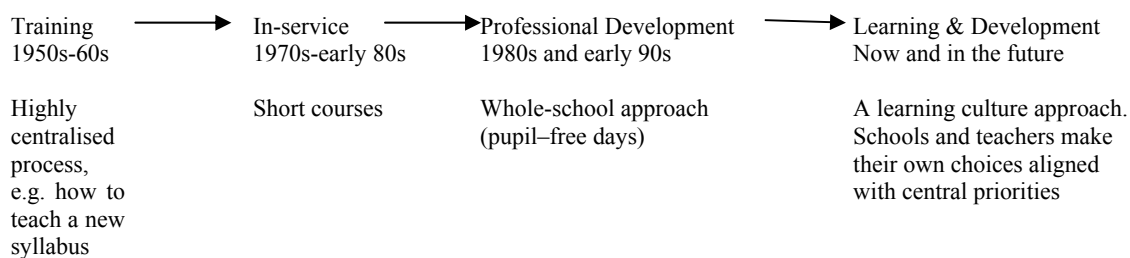 Training
1950s-60s
In-service
1970s-early 80s
Professional Development
1980s and early 90s
Learning & Development
Now and in the future
Highly
centralised
process,
e.g. how to
teach a new
syllabus
Short courses
Whole-school approach
(pupil–free days)
A learning culture approach.
Schools and teachers make
their own choices aligned
with central priorities